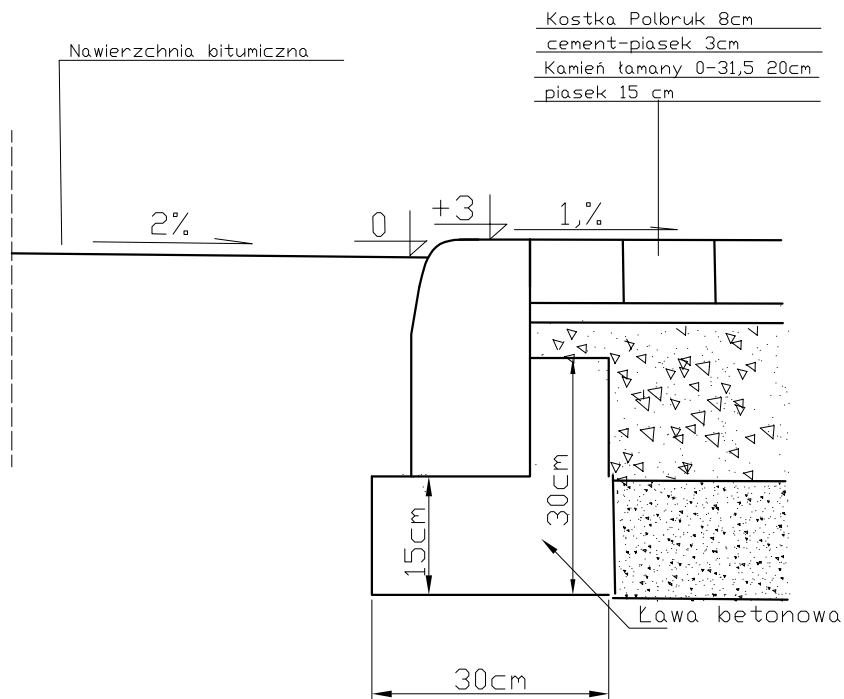 Kostka Polbruk 8cm
cement-piasek 3cm
Kamień łamany 0-31,5 20cm
piasek 15 cm
Nawierzchnia bitumiczna
2%
0
+3
1,%
30cm
15cm
Ława betonowa
30cm